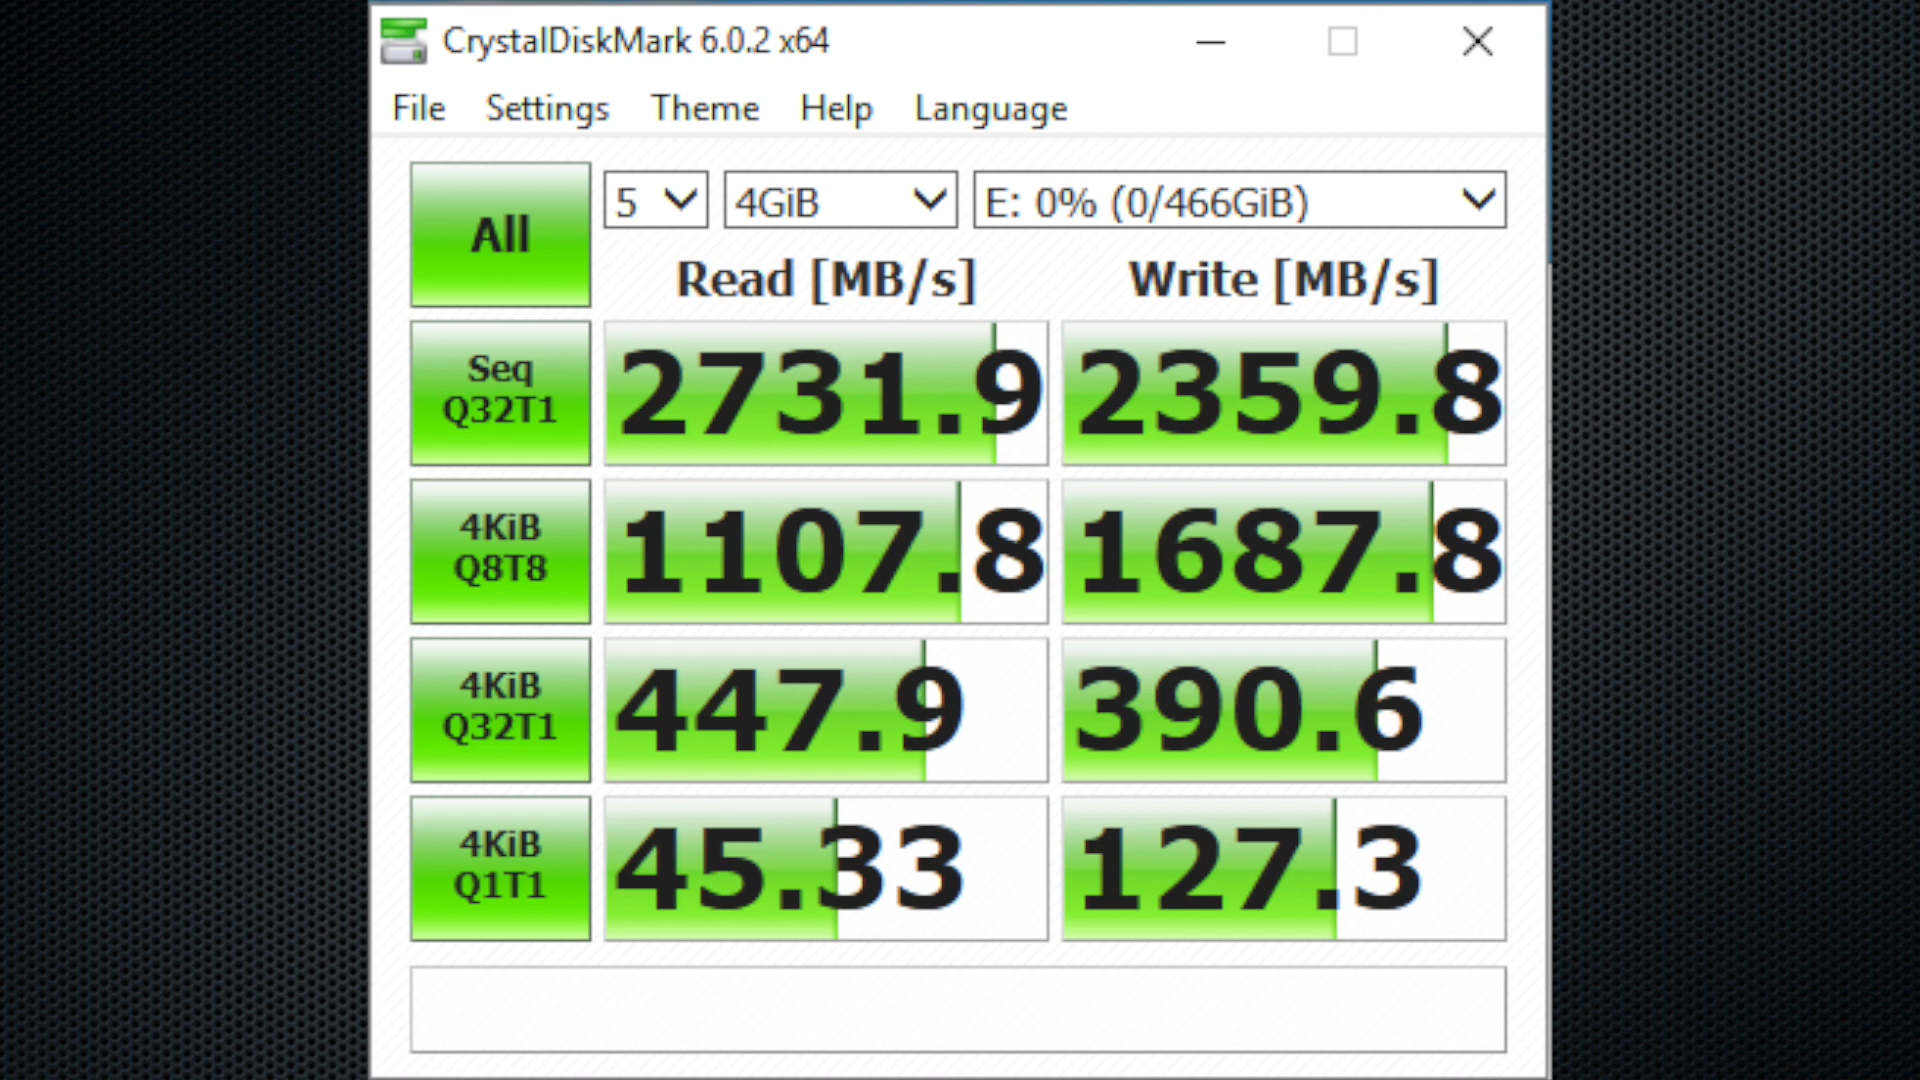 CrystalDiskMark 6.0.2 x64
File Settings Theme Help Language
All 5 4GiB E: 0% (0/466GiB)
Read [MB/s] Write [MB/s]
Seq
Q32T1 2731.9 2359.8
4KiB
Q8T8 1107.8 1687.8
4KiB
Q32T1 447.9 390.6
4KiB
Q1T1 45.33 127.3